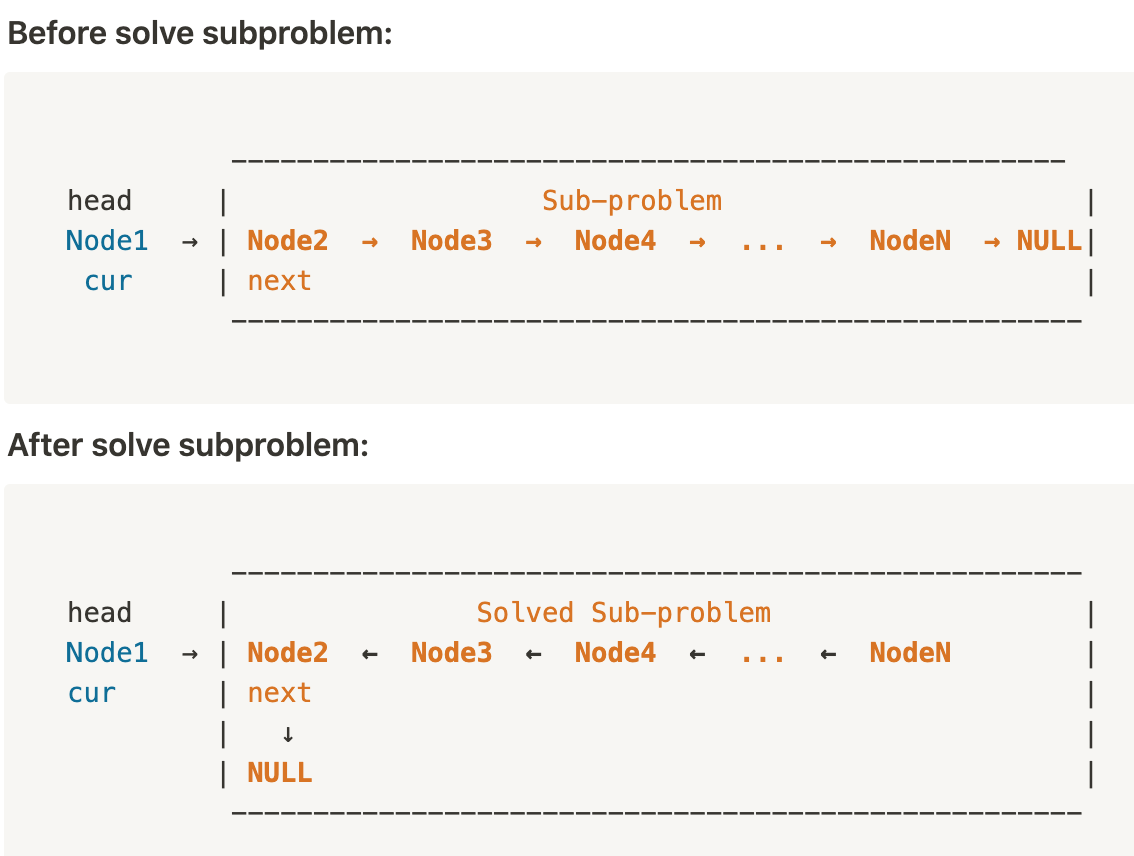 Before solve subproblem:
----------------------------------------------------
head | Sub-problem |
Node1 → | Node2 → Node3 → Node4 → ... → NodeN → NULL|
cur | next |
-----------------------------------------------------
After solve subproblem:
-----------------------------------------------------
head | Solved Sub-problem |
Node1 → | Node2 ← Node3 ← Node4 ← ... ← NodeN |
cur | next |
| ↓ |
| NULL |
-----------------------------------------------------